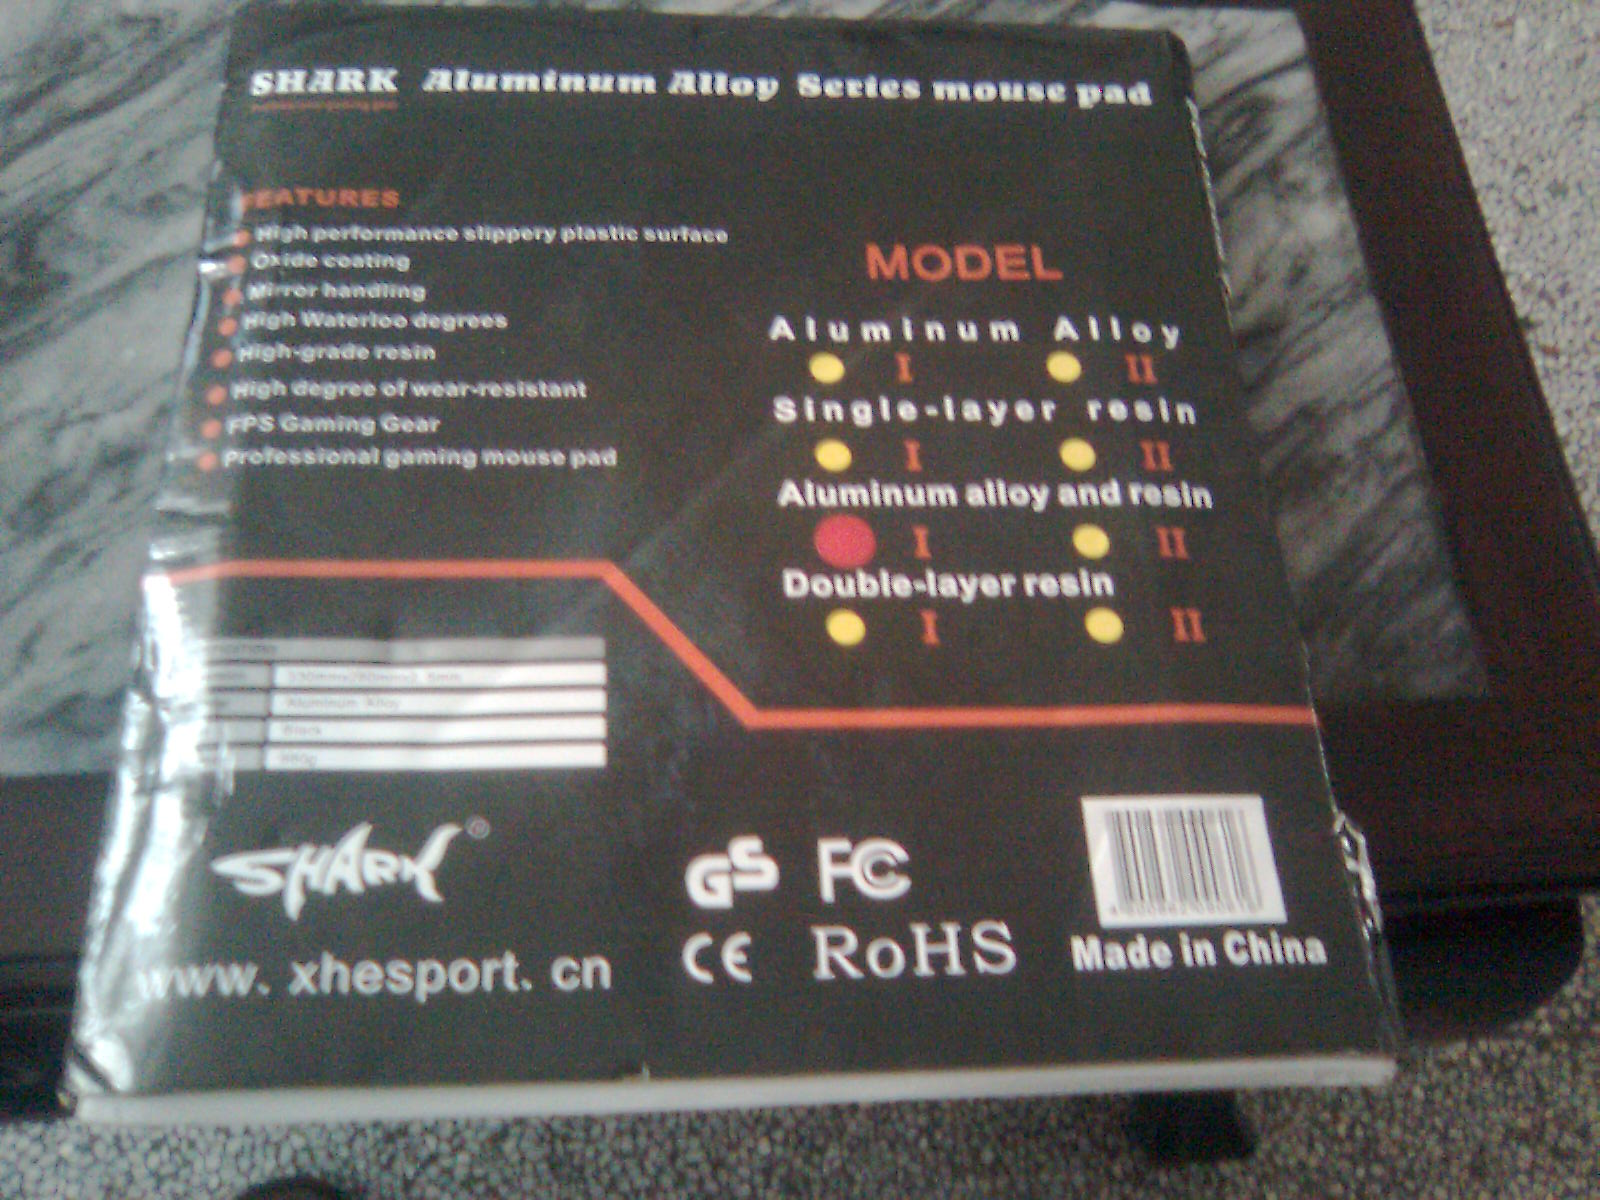 SHARK Aluminum Alloy Series mouse pad
FEATURES
High performance slippery plastic surface
Oxide coating
Mirror handling
High Waterloo degrees
High-grade resin
High degree of wear-resistant
FPS Gaming Gear
Professional gaming mouse pad
MODEL
Aluminum Alloy
I II
Single-layer resin
I II
Aluminum alloy and resin
I II
Double-layer resin
I II
Aluminum Alloy
Black
SHARK®
GS FC
CE RoHS
www. xhesport. cn
Made in China